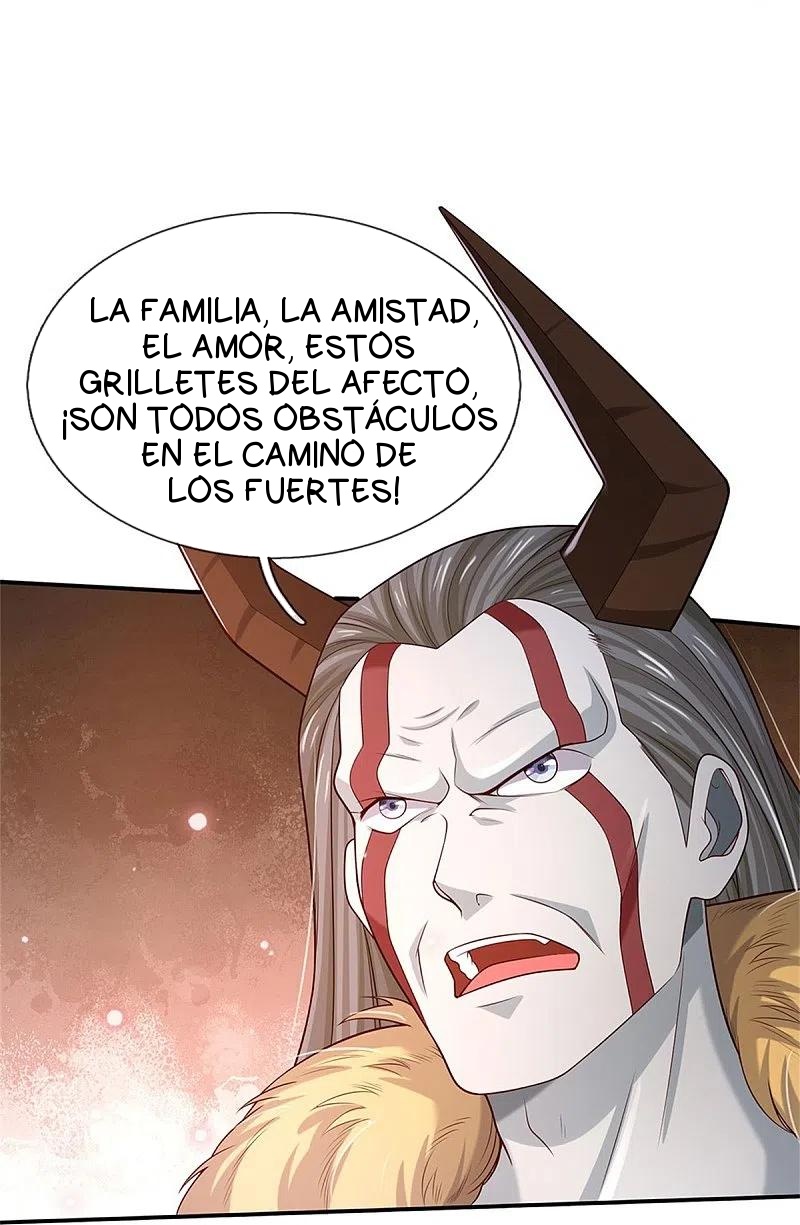 LA FAMILIA, LA AMISTAD,
EL AMOR, ESTOS
GRILLETES DEL AFECTO,
¡SON TODOS OBSTÁCULOS
EN EL CAMINO DE
LOS FUERTES!